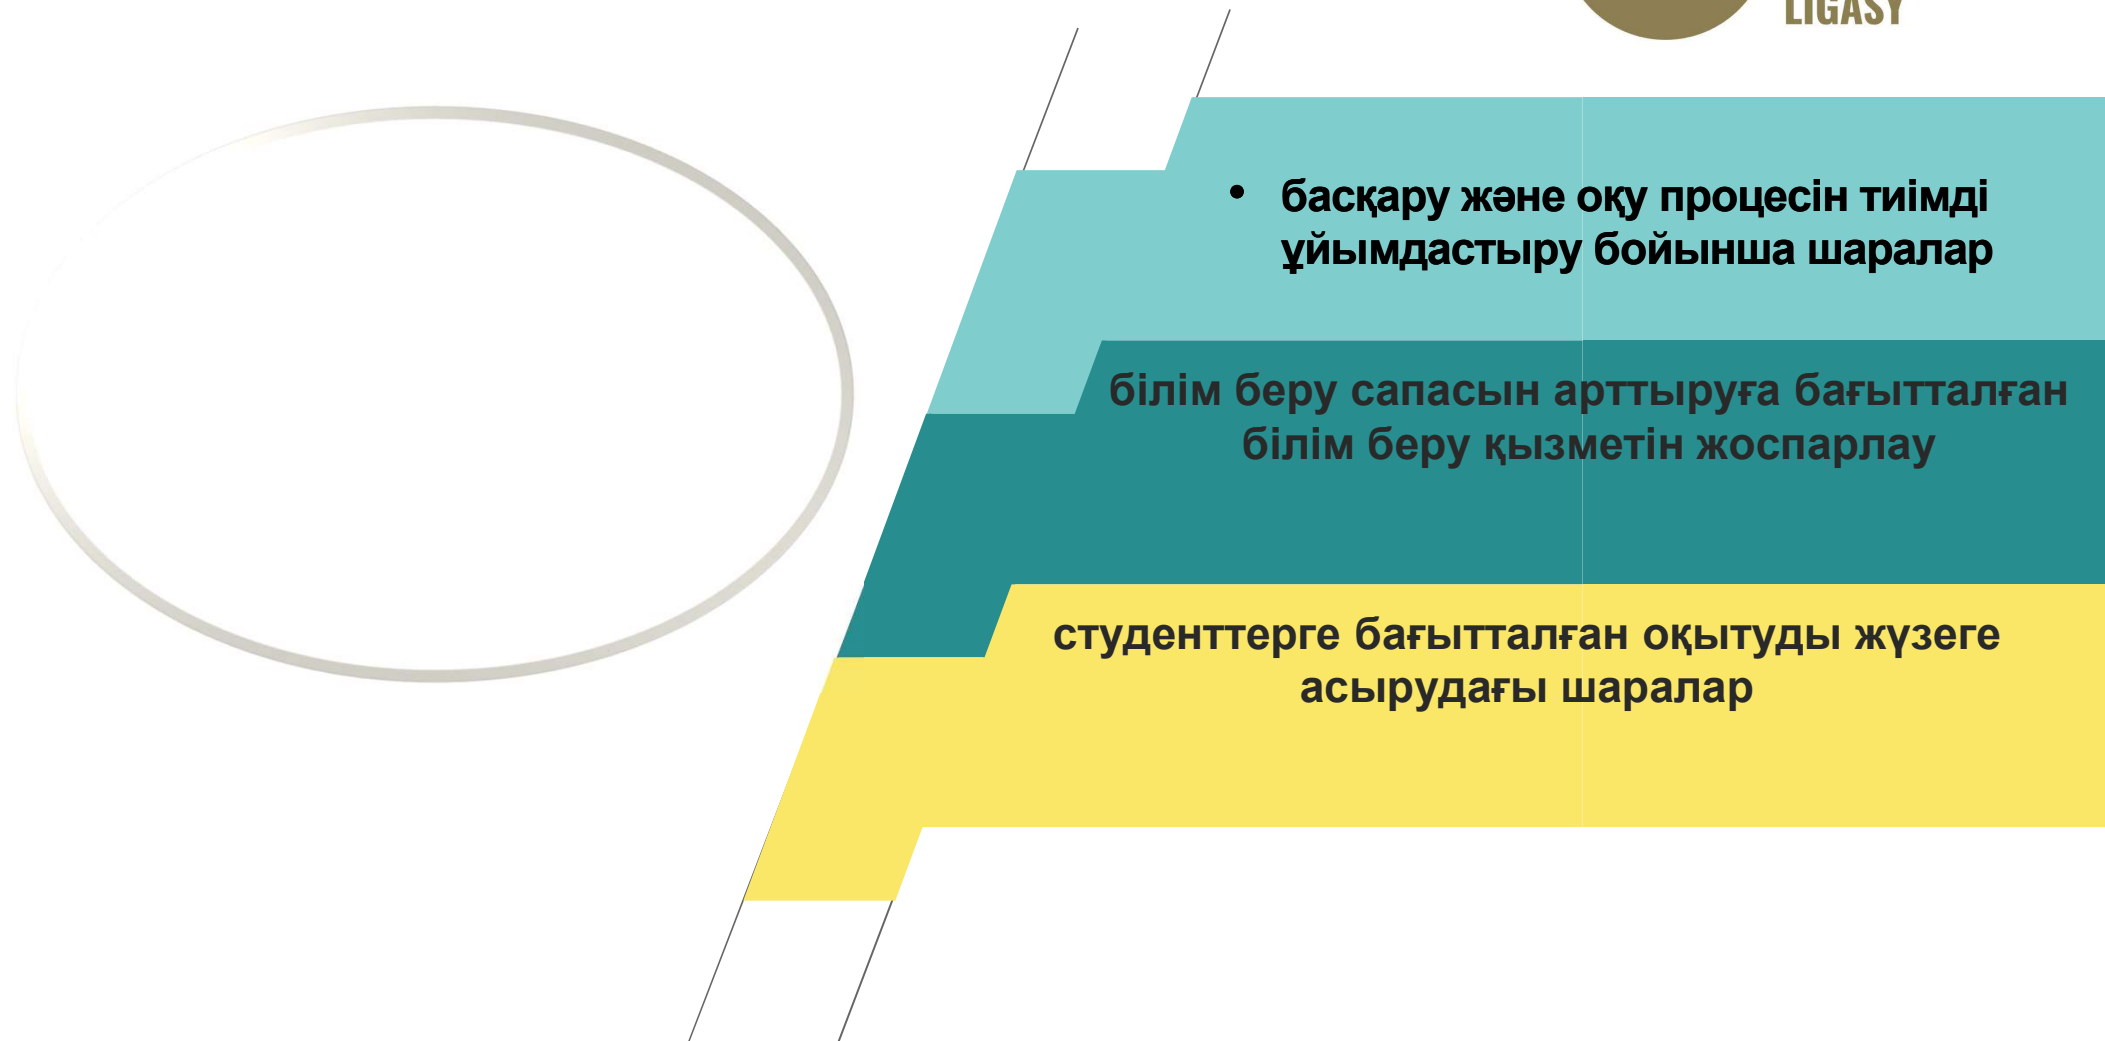 LIGASY
басқару және оқу процесін тиімді
ұйымдастыру бойынша шаралар
білім беру сапасын арттыруға бағытталған
білім беру қызметін жоспарлау
студенттерге бағытталған оқытуды жүзеге
асырудағы шаралар